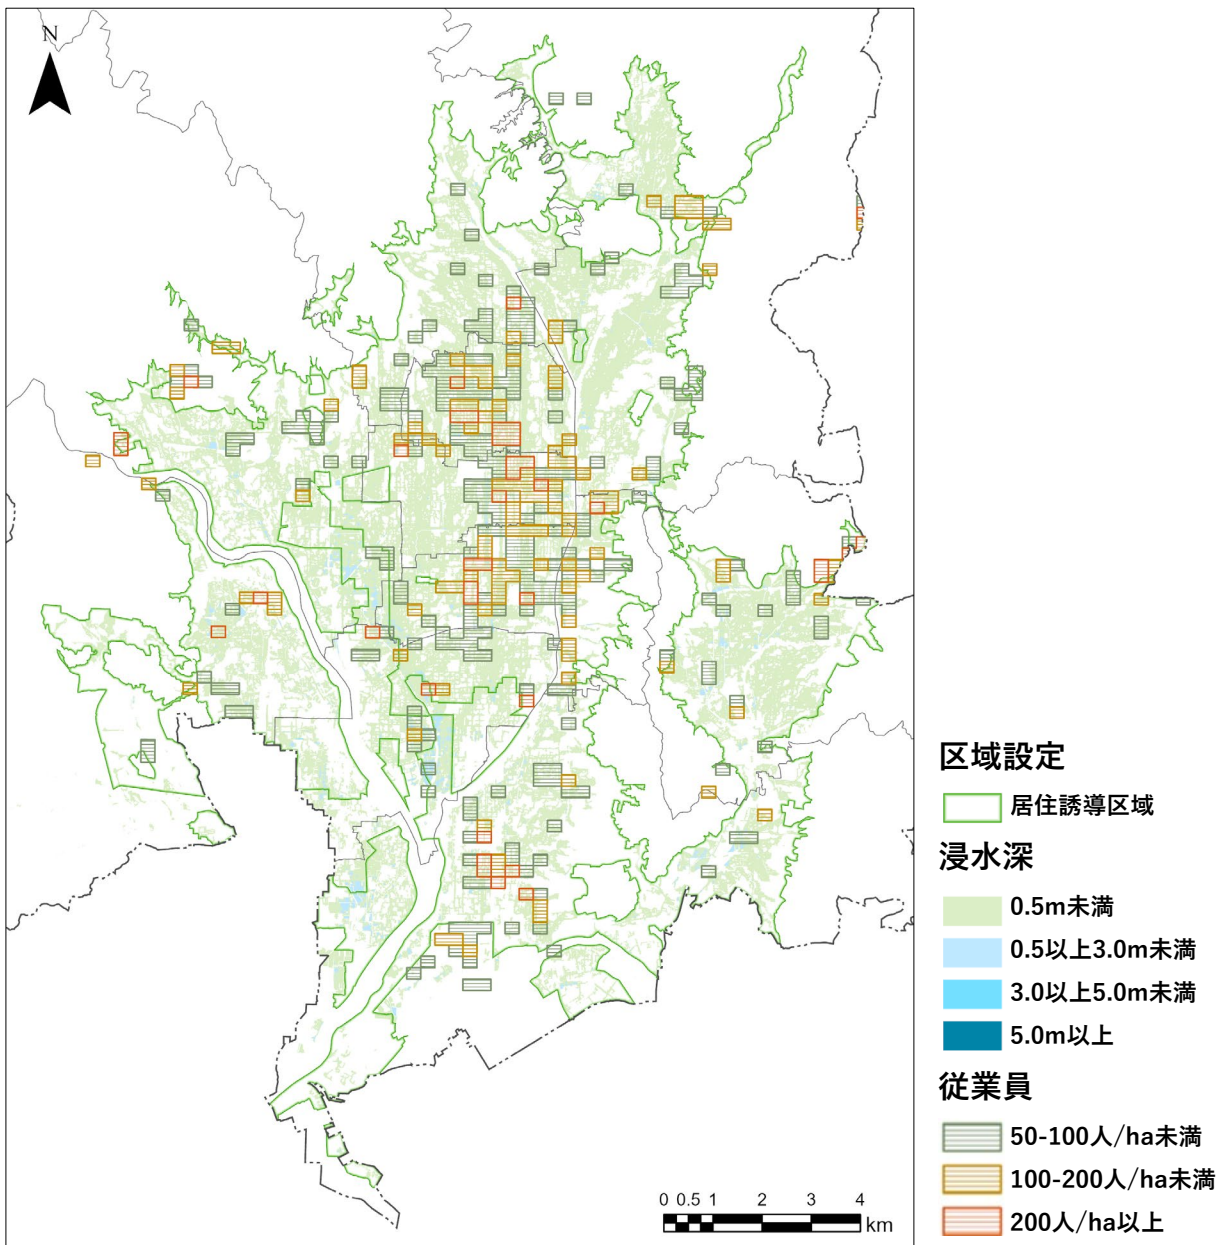 N
区域設定
居住誘導区域
浸水深
0.5m未満
0.5以上3.0m未満
3.0以上5.0m未満
5.0m以上
従業員
50-100人/ha未満
100-200人/ha未満
200人/ha以上
0 0.5 1 2 3 4
km